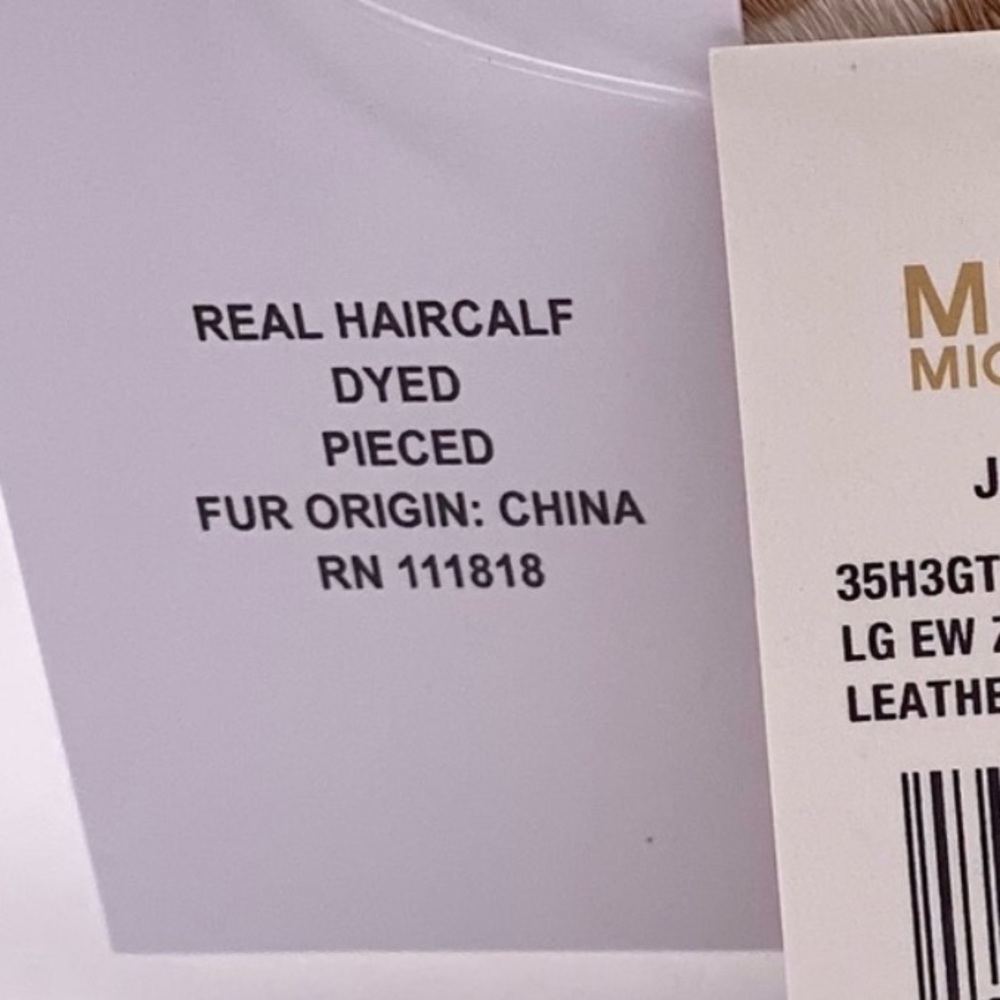 REAL HAIRCALF
DYED
PIECED
FUR ORIGIN: CHINA
RN 111818
M
MIC
J
35H3GT
LG EW
LEATHE